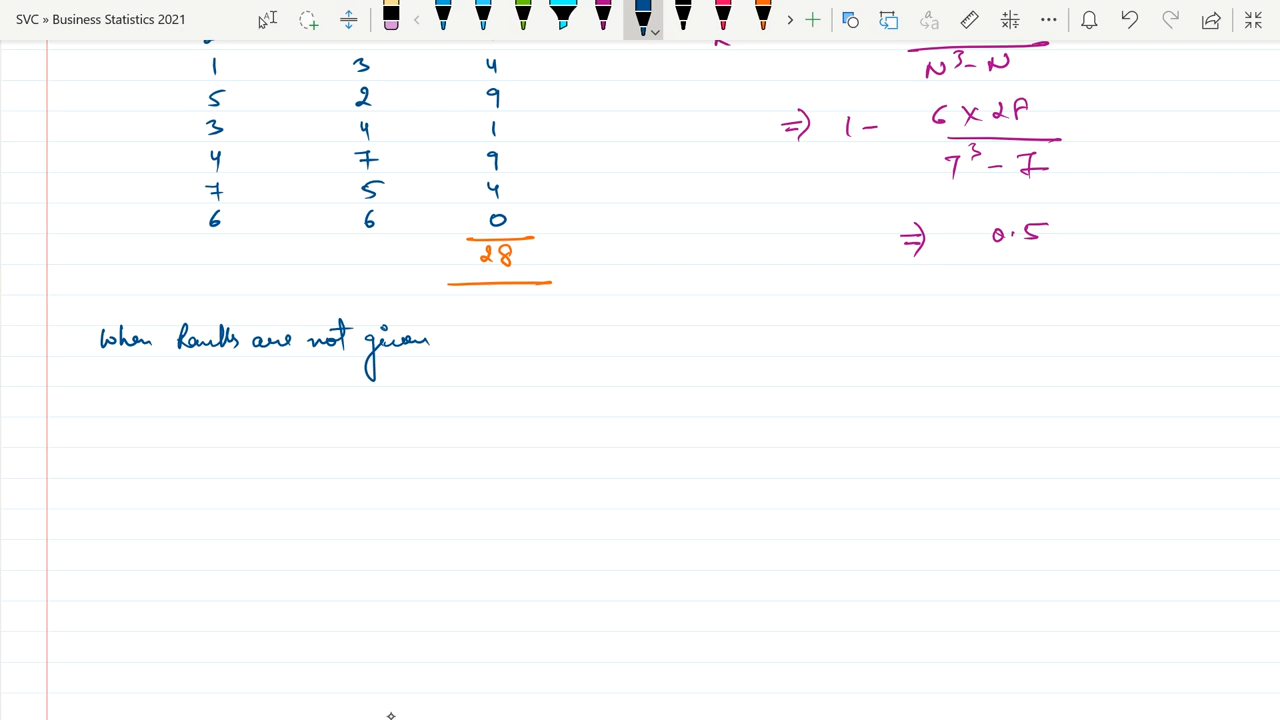 SVC » Business Statistics 2021
N³ - N
1 3 4
5 2 9
⇒ 1 - 6 x 28
3 4 1
7³ - 7
4 7 9
7 5 4
6 6 0
⇒ 0.5
28
When Ranks are not given